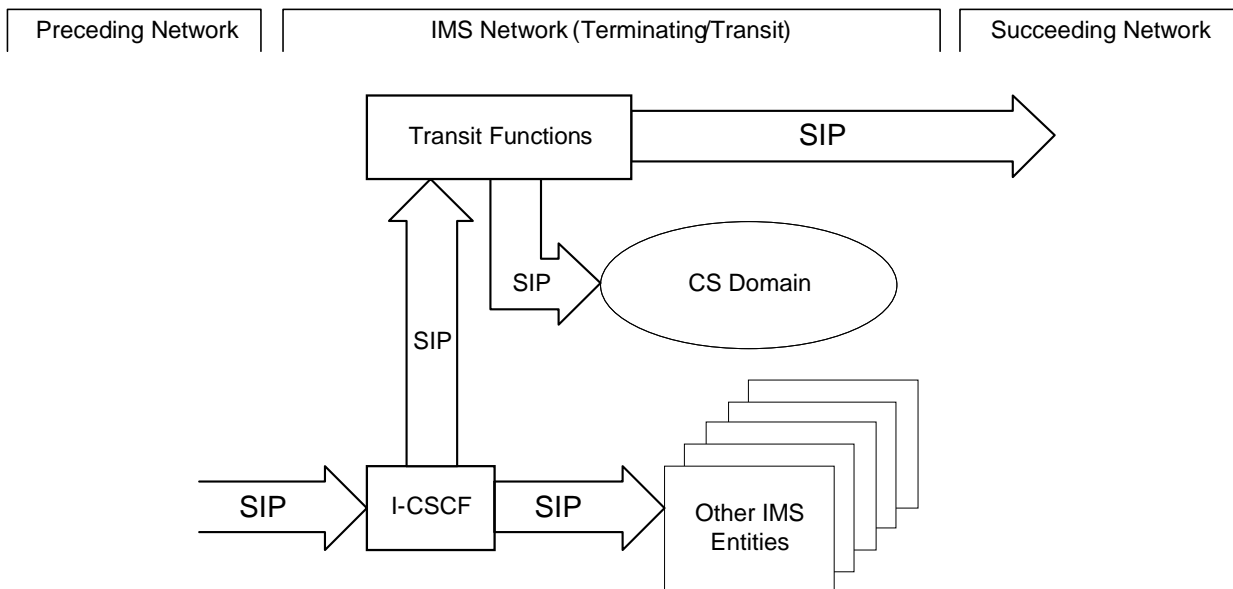 Preceding Network
IMS Network (Terminating/Transit)
Succeeding Network
Transit Functions
SIP
SIP
CS Domain
SIP
SIP
I-CSCF
SIP
Other IMS
Entities